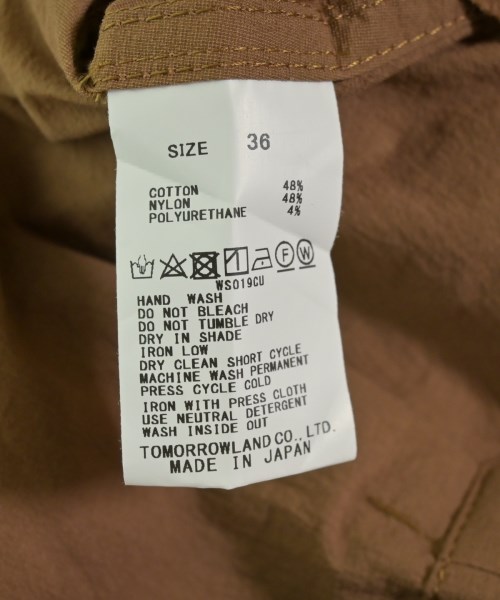 SIZE 36
COTTON 48%
NYLON 48%
POLYURETHANE 4%
F W
WS019CU
HAND WASH
DO NOT BLEACH
DO NOT TUMBLE DRY
DRY IN SHADE
IRON LOW
DRY CLEAN SHORT CYCLE
MACHINE WASH PERMANENT
PRESS CYCLE COLD
IRON WITH PRESS CLOTH
USE NEUTRAL DETERGENT
WASH INSIDE OUT
TOMORROWLAND CO., LTD.
MADE IN JAPAN